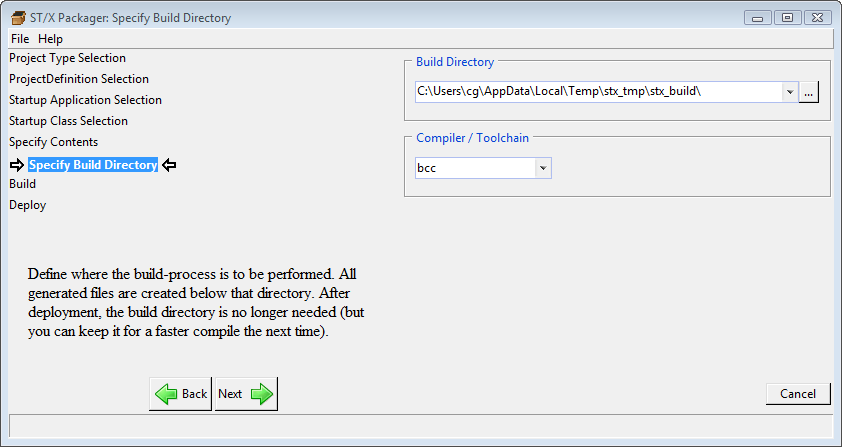 ST/X Packager: Specify Build Directory
File Help
Project Type Selection
ProjectDefinition Selection
Startup Application Selection
Startup Class Selection
Specify Contents
Specify Build Directory
Build
Deploy
Define where the build-process is to be performed. All
generated files are created below that directory. After
deployment, the build directory is no longer needed (but
you can keep it for a faster compile the next time).
Build Directory
C:\Users\cg\AppData\Local\Temp\stx_tmp\stx_build\
...
Compiler / Toolchain
bcc
Back
Next
Cancel